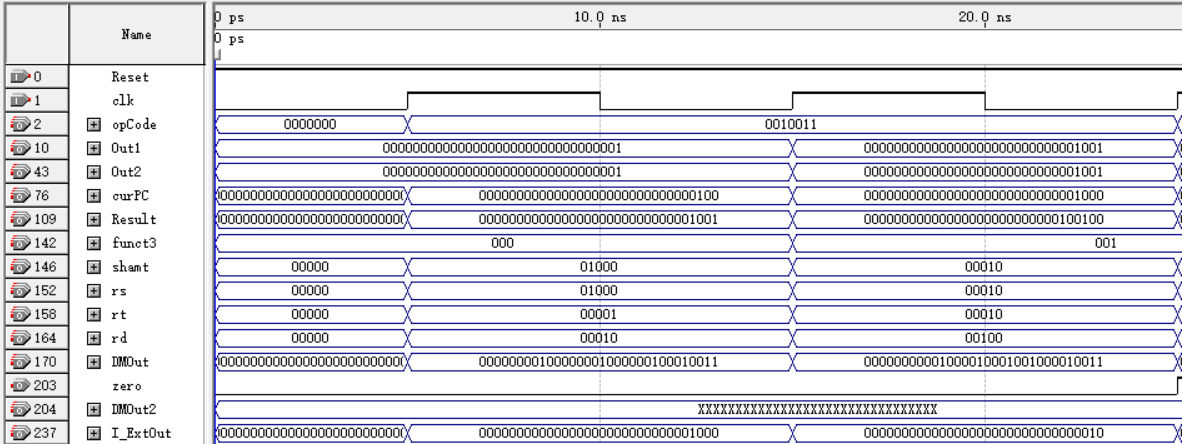 Name 0 ps 10.0 ns 20.0 ns
0 ps
0 Reset
1 clk
2 opCode 0000000 0010011
10 Out1 00000000000000000000000000000001 00000000000000000000000000001001
43 Out2 00000000000000000000000000000001 00000000000000000000000000001001
76 curPC 0000000000000000000000000 00000000000000000000000000000100 00000000000000000000000000001000
109 Result 0000000000000000000000000 00000000000000000000000000001001 00000000000000000000000000100100
142 funct3 000 001
146 shamt 00000 01000 00010
152 rs 00000 01000 00010
158 rt 00000 00001 00010
164 rd 00000 00010 00100
170 DMOut 0000000000000000000000000 00000000100000001000000100010011 00000000001000010001001000010011
203 zero
204 DMOut2 XXXXXXXXXXXXXXXXXXXXXXXXXXXXXXXX
237 I_ExtOut 0000000000000000000000000 00000000000000000000000000001000 00000000000000000000000000000010